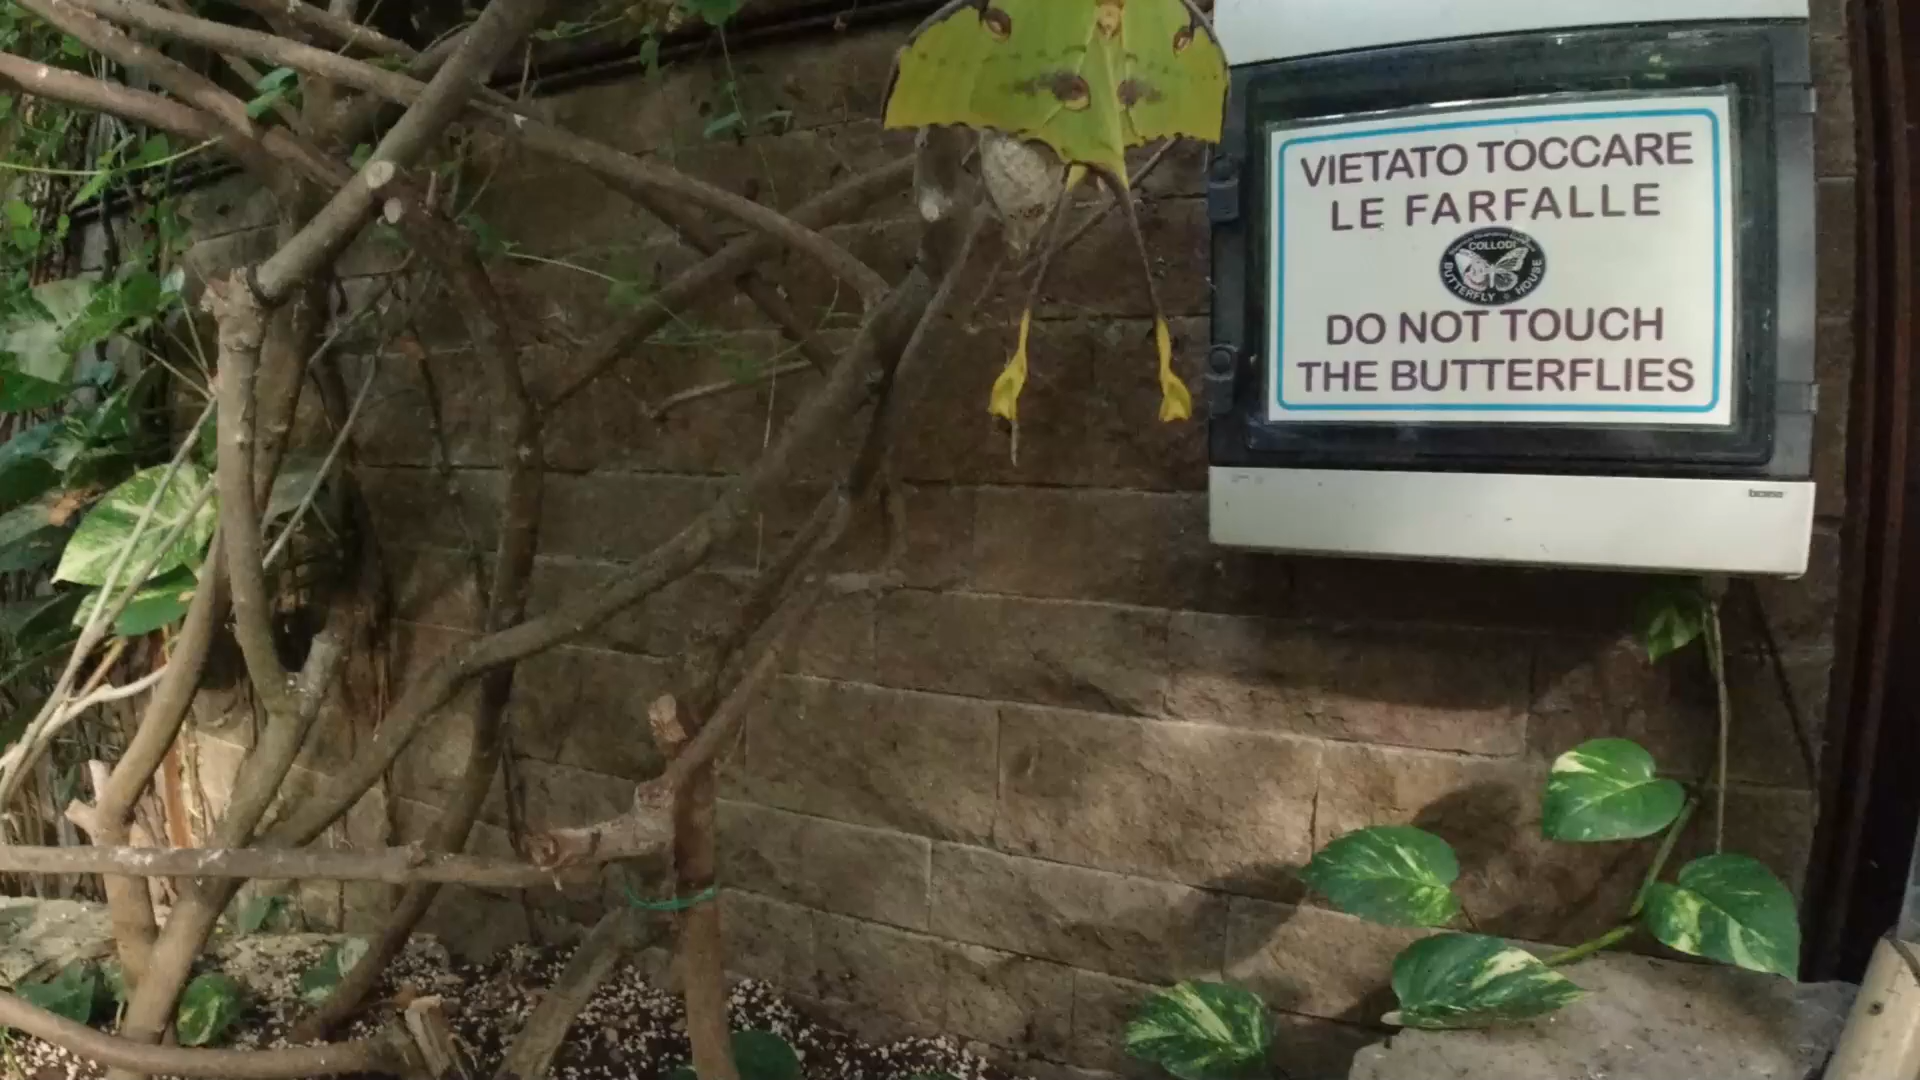 VIETATO TOCCARE
LE FARFALLE
COLLODI
BUTTERFLY HOUSE
DO NOT TOUCH
THE BUTTERFLIES